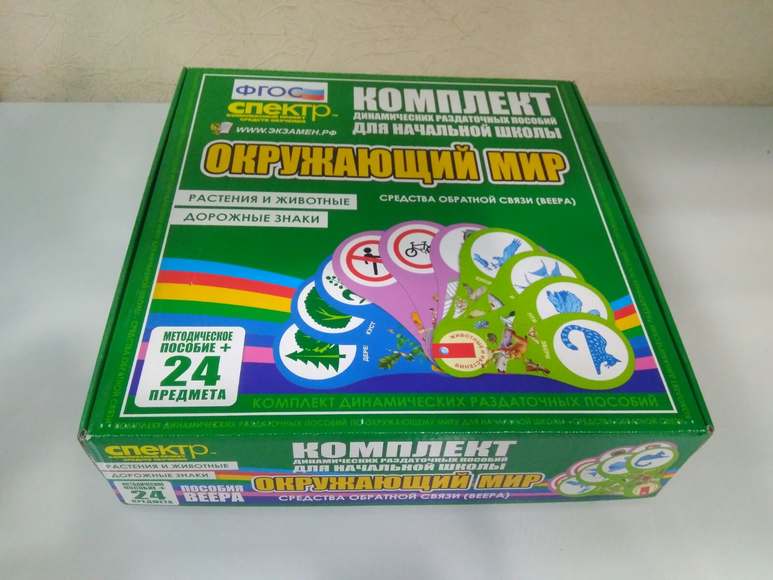 ФГОС
спектр
КОМПЛЕКТ
ДИНАМИЧЕСКИХ РАЗДАТОЧНЫХ ПОСОБИЙ
ДЛЯ НАЧАЛЬНОЙ ШКОЛЫ
WWW.ЭКЗАМЕН.РФ
ОКРУЖАЮЩИЙ МИР
РАСТЕНИЯ И ЖИВОТНЫЕ
СРЕДСТВА ОБРАТНОЙ СВЯЗИ (ВЕЕРА)
ДОРОЖНЫЕ ЗНАКИ
КУСТ
МЕТОДИЧЕСКОЕ
ПОСОБИЕ +
24
ПРЕДМЕТА
КОМПЛЕКТ ДИНАМИЧЕСКИХ РАЗДАТОЧНЫХ ПОСОБИЙ
спектр
КОМПЛЕКТ
ДИНАМИЧЕСКИХ РАЗДАТОЧНЫХ ПОСОБИЙ
ДЛЯ НАЧАЛЬНОЙ ШКОЛЫ
РАСТЕНИЯ И ЖИВОТНЫЕ
ДОРОЖНЫЕ ЗНАКИ
ОКРУЖАЮЩИЙ МИР
МЕТОДИЧЕСКОЕ
ПОСОБИЕ +
24
ПРЕДМЕТА
ПОСОБИЯ
ВЕЕРА
СРЕДСТВА ОБРАТНОЙ СВЯЗИ (ВЕЕРА)